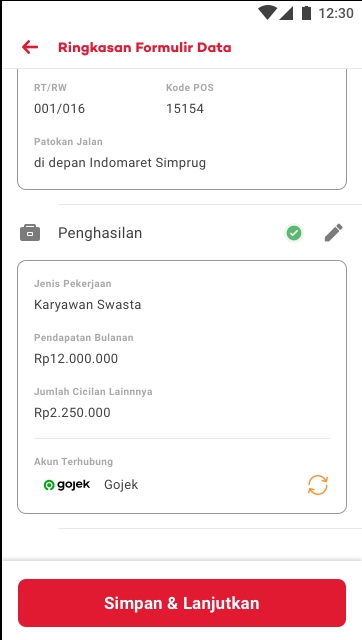 12:30
Ringkasan Formulir Data
RT/RW Kode POS
001/016 15154
Patokan Jalan
di depan Indomaret Simprug
Penghasilan
Jenis Pekerjaan
Karyawan Swasta
Pendapatan Bulanan
Rp12.000.000
Jumlah Cicilan Lainnnya
Rp2.250.000
Akun Terhubung
gojek Gojek
Simpan & Lanjutkan